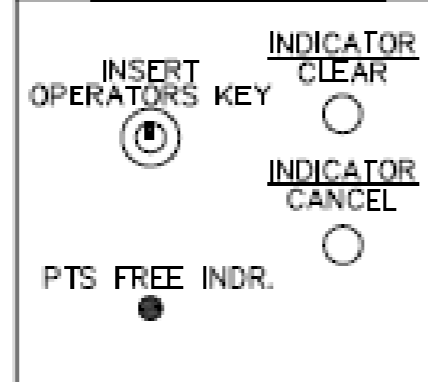 INSERT
OPERATORS KEY
INDICATOR
CLEAR
INDICATOR
CANCEL
PTS FREE INDR.